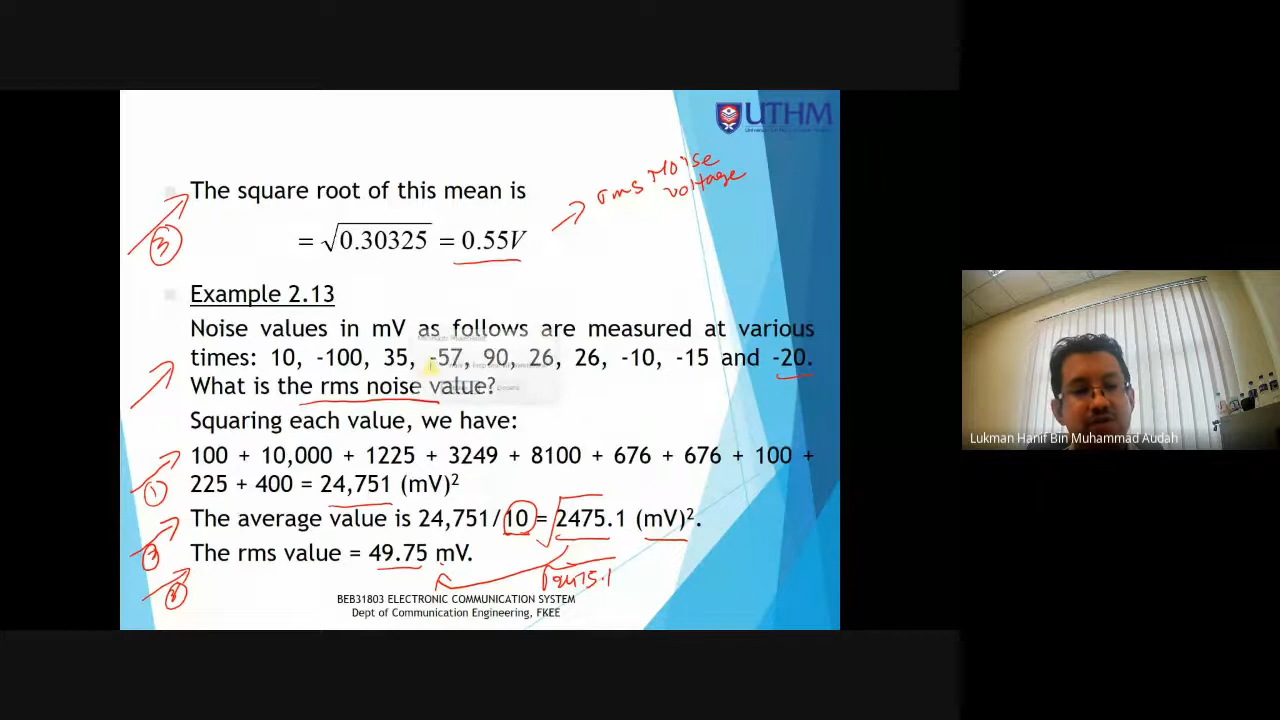 UTHM
rms Noise
voltage
The square root of this mean is
3
= √0.30325 = 0.55V
Example 2.13
Noise values in mV as follows are measured at various
times: 10, -100, 35, -57, 90, 26, 26, -10, -15 and -20.
What is the rms noise value?
Squaring each value, we have:
100 + 10,000 + 1225 + 3249 + 8100 + 676 + 676 + 100 +
1
225 + 400 = 24,751 (mV)²
The average value is 24,751/10 = 2475.1 (mV)².
2
The rms value = 49.75 mV.
√2475.1
BEB31803 ELECTRONIC COMMUNICATION SYSTEM
Dept of Communication Engineering, FKEE
Lukman Hanif Bin Muhammad Audah